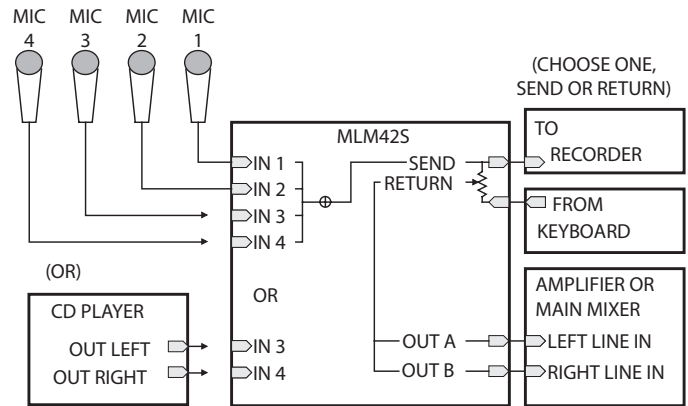 MIC MIC MIC MIC
4 3 2 1
(CHOOSE ONE,
SEND OR RETURN)
MLM42S
TO
RECORDER
IN 1
SEND
RETURN
IN 2
IN 3
IN 4
FROM
KEYBOARD
(OR)
OR
CD PLAYER
OUT LEFT
OUT RIGHT
IN 3
IN 4
OUT A
OUT B
AMPLIFIER OR
MAIN MIXER
LEFT LINE IN
RIGHT LINE IN